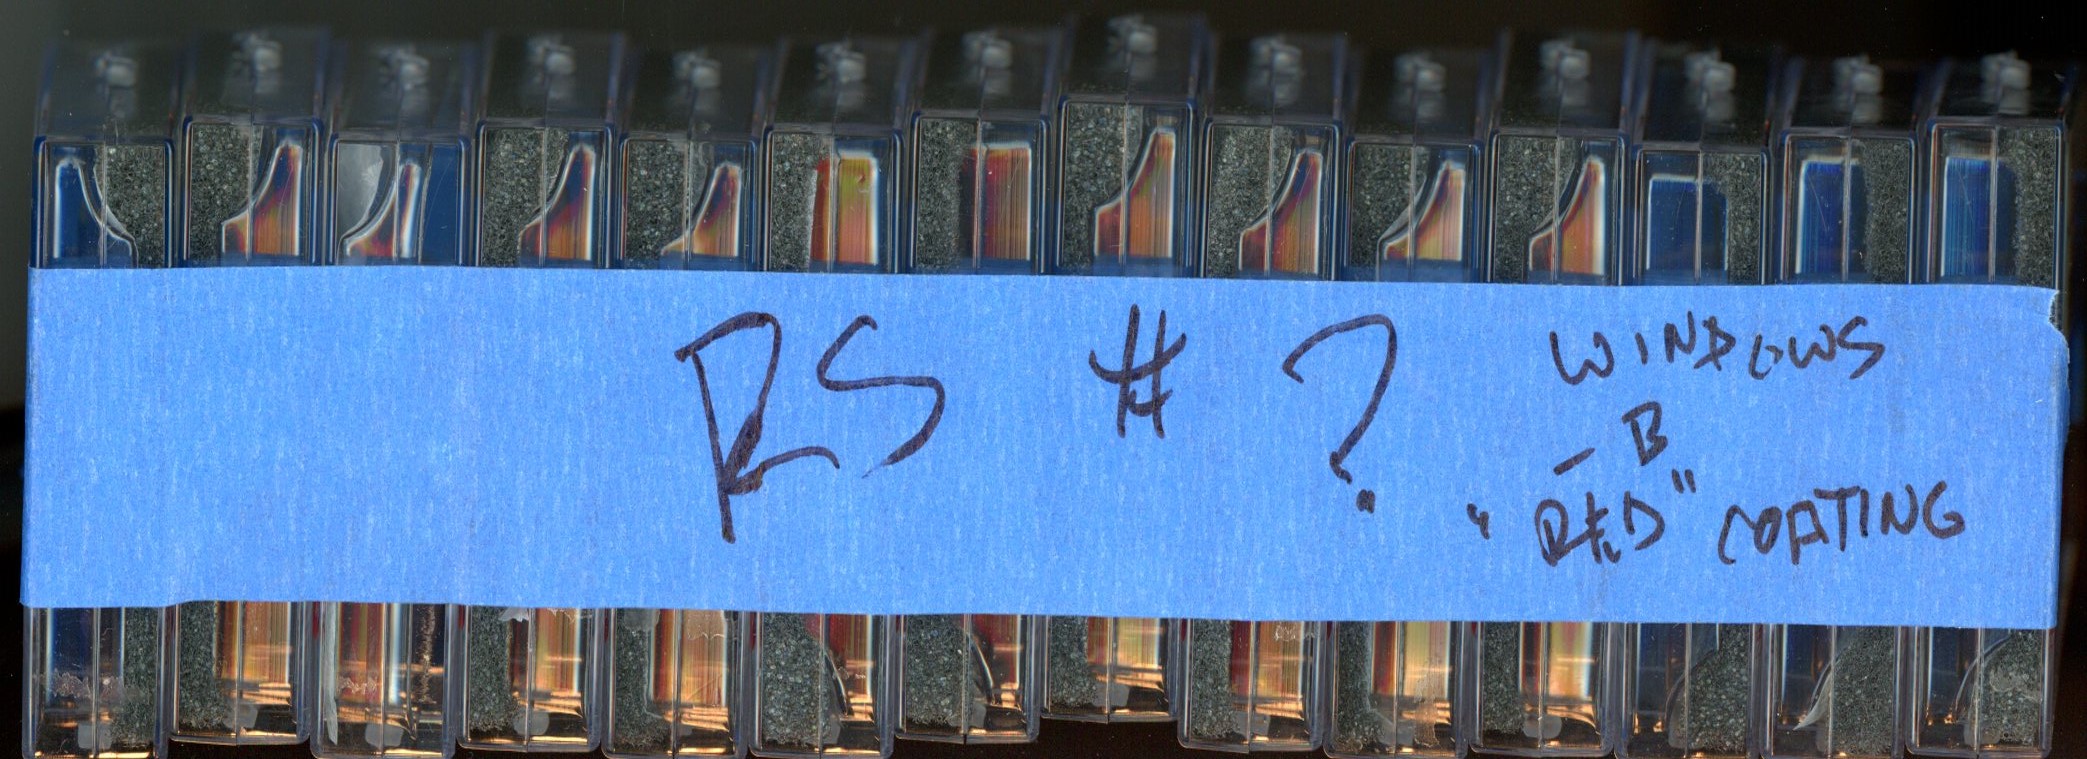 RS # ?
WINDOWS
- B
"RED" COATING